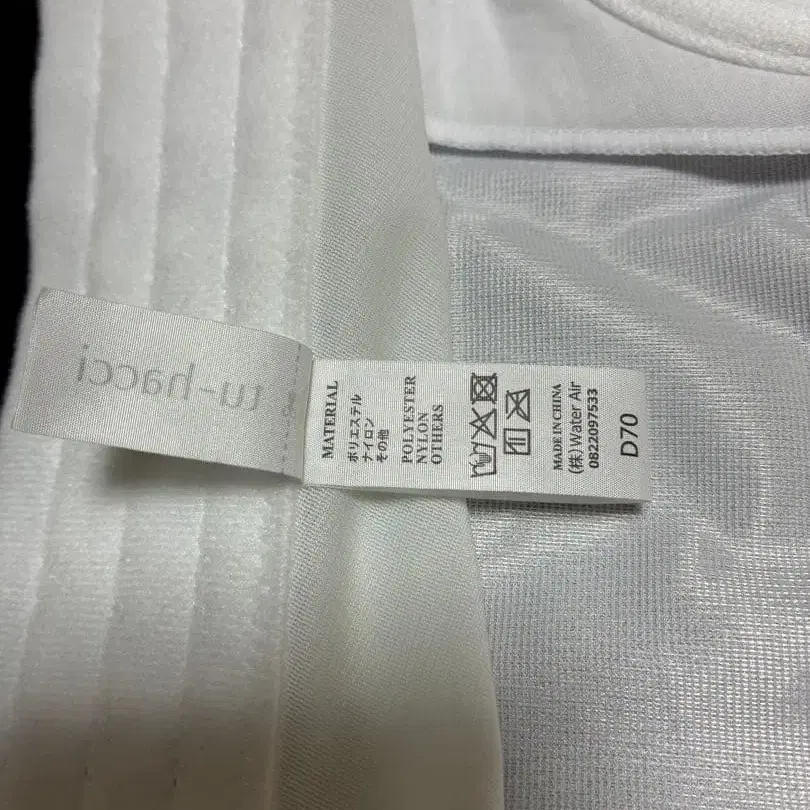 tu-hacci
MATERIAL
ポリエステル
ナイロン
その他
POLYESTER
NYLON
OTHERS
MADE IN CHINA
(株)Water Air
0822097533
D70